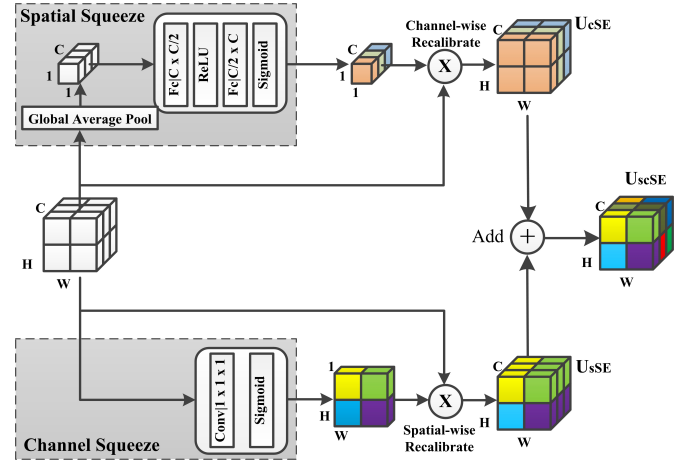 Spatial Squeeze
C
1
1
Fc|C x C/2
ReLU
Fc|C/2 x C
Sigmoid
Global Average Pool
C
1
1
Channel-wise
Recalibrate
X
C
H
W
UcSE
C
H
W
Add
+
C
H
W
UscSE
Channel Squeeze
Conv|1 x 1 x 1
Sigmoid
1
H
W
X
Spatial-wise
Recalibrate
C
H
W
UsSE